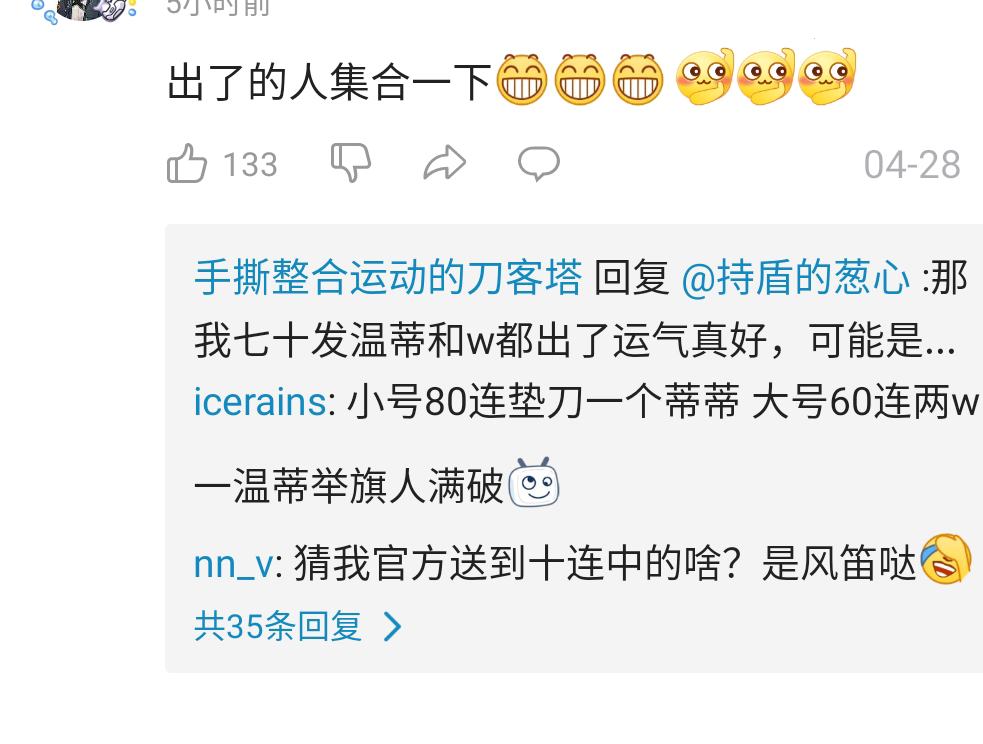 5小时前
出了的人集合一下
133
04-28
手撕整合运动的刀客塔 回复 @持盾的葱心 :那
我七十发温蒂和w都出了运气真好，可能是...
icerains: 小号80连垫刀一个蒂蒂 大号60连两w
一温蒂举旗人满破
nn_v: 猜我官方送到十连中的啥？是风笛哒
共35条回复